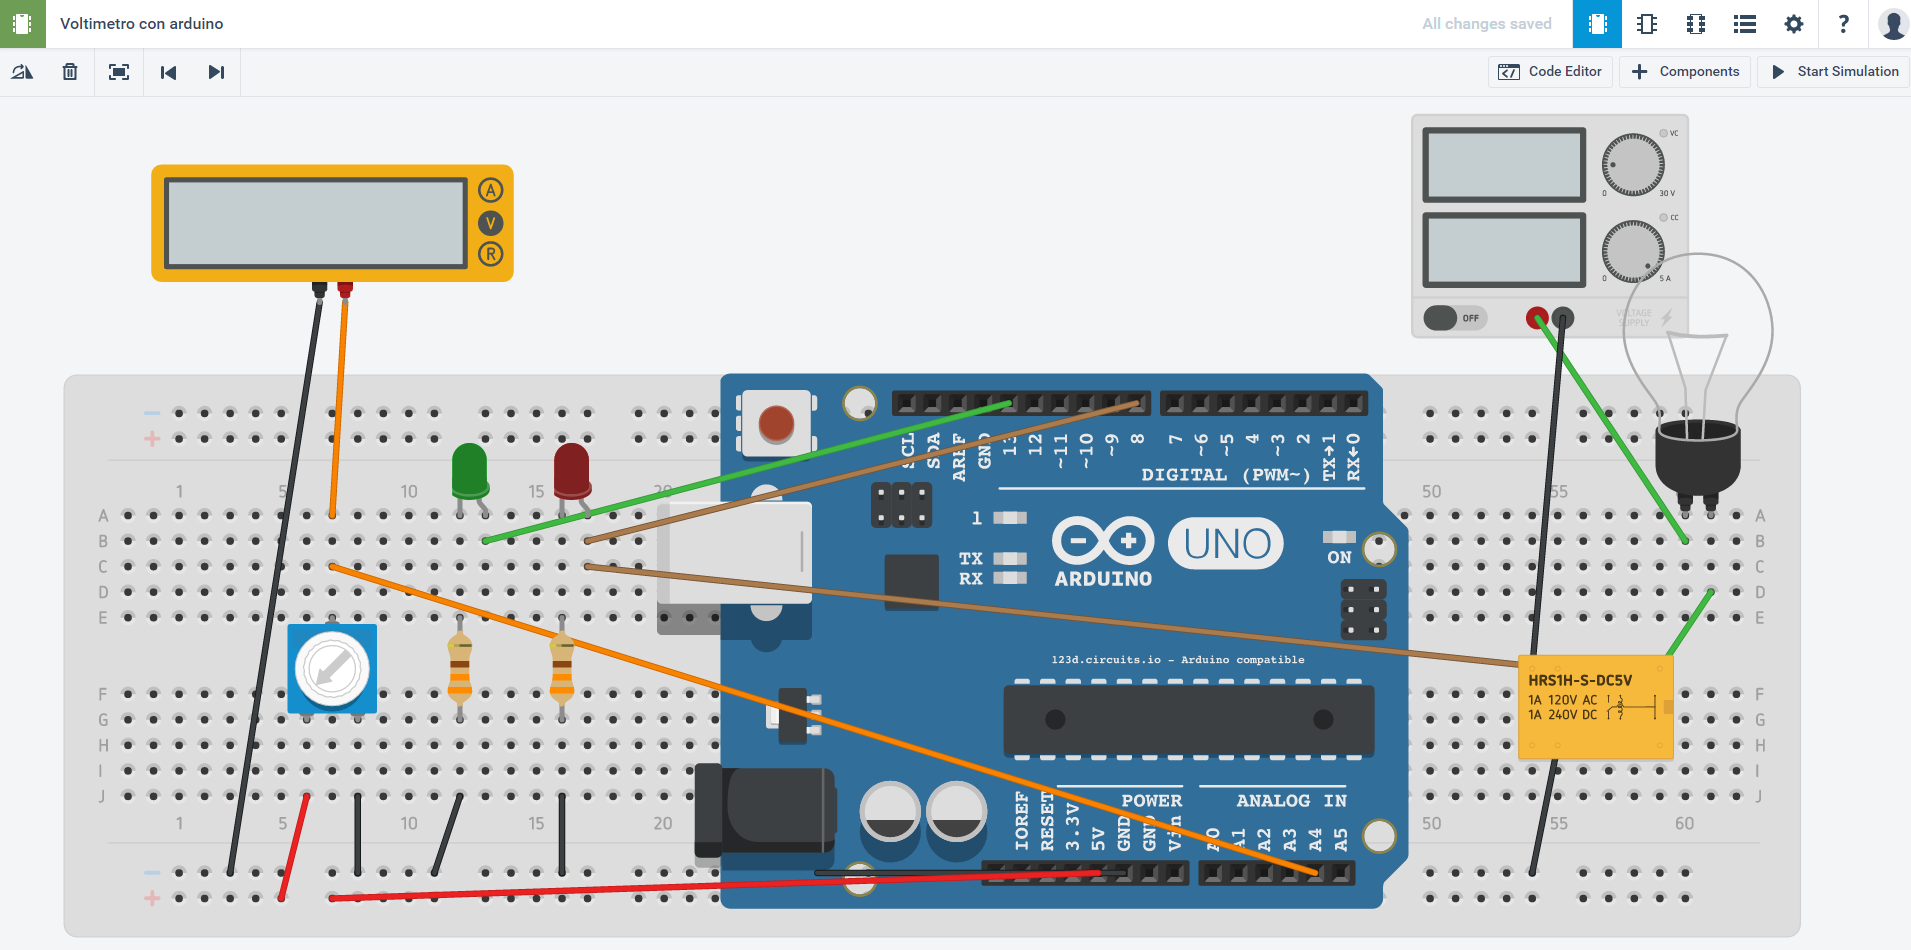 Voltimetro con arduino
All changes saved
?
Code Editor
Components
Start Simulation
A
V
R
VC
0
30 V
CC
0
5 A
OFF
VOLTAGE
SUPPLY
SCL
SDA
AREF
GND
13
12
~11
~10
~9
8
7
~6
~5
4
~3
2
TX→1
RX←0
DIGITAL (PWM~)
1
5
10
15
20
50
55
A
B
C
D
E
A
B
C
D
E
l
TX
RX
ARDUINO
UNO
ON
123d.circuits.io - Arduino compatible
HRS1H-S-DC5V
1A 120V AC
1A 240V DC
F
G
H
I
J
F
G
H
I
J
POWER
ANALOG IN
IOREF
RESET
3.3V
5V
GND
GND
Vin
A0
A1
A2
A3
A4
A5
1
5
10
15
20
50
55
60